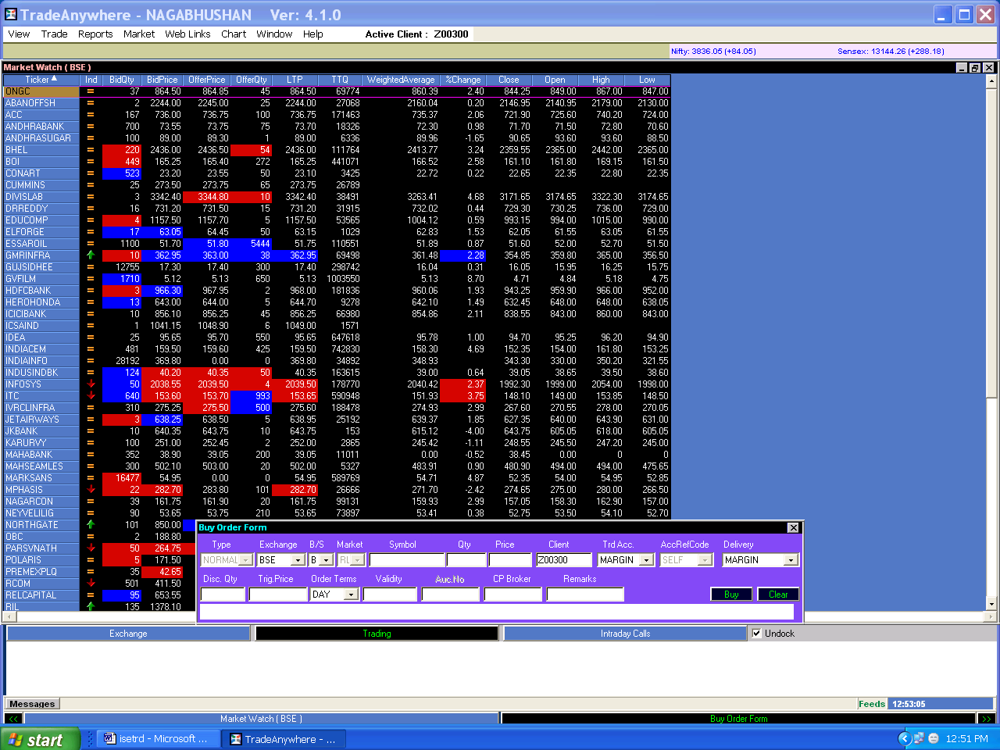 TradeAnywhere - NAGABHUSHAN    Ver: 4.1.0
View Trade Reports Market Web Links Chart Window Help Active Client : Z00300
Nifty: 3836.05 (+84.05) Sensex: 13144.26 (+288.18)
Market Watch ( BSE )
Ticker Ind BidQty BidPrice OfferPrice OfferQty LTP TTQ WeightedAverage %Change Close Open High Low
ONGC = 37 864.50 864.85 45 864.50 69774 860.39 2.40 844.25 849.00 867.00 847.00
ABANOFFSH = 2 2244.00 2245.00 25 2244.00 27068 2160.04 0.20 2146.95 2140.95 2179.00 2130.00
ACC = 167 736.00 736.75 100 736.75 171463 735.37 2.06 721.90 725.60 740.20 724.00
ANDHRABANK = 700 73.55 73.75 75 73.70 18326 72.30 0.98 71.70 71.50 72.80 70.60
ANDHRASUGAR = 100 89.00 89.30 1 89.00 6336 89.96 -1.65 90.65 93.60 93.60 88.50
BHEL = 220 2436.00 2436.50 54 2436.00 111764 2413.77 3.24 2359.55 2365.00 2442.00 2365.00
BOI = 449 165.25 165.40 272 165.25 441071 166.52 2.58 161.10 161.80 169.15 161.50
CONART = 523 23.20 23.55 50 23.10 3425 22.72 0.22 22.35 22.35 22.80 22.35
CUMMINS = 25 273.50 273.75 65 273.75 26789
DIVISLAB = 3 3342.40 3344.80 10 3342.40 38491 3263.41 4.68 3171.65 3174.65 3322.30 3174.65
DRREDDY = 16 731.20 731.50 15 731.20 31915 732.02 0.44 729.30 730.25 736.00 729.00
EDUCOMP = 4 1157.50 1157.70 5 1157.50 53565 1004.12 0.59 993.15 994.00 1015.00 990.00
ELFORGE = 17 63.05 64.45 50 63.15 1029 62.83 1.53 62.05 61.55 63.05 61.55
ESSAROIL = 1100 51.70 51.80 5444 51.75 110551 51.89 0.87 51.60 52.00 52.70 51.50
GMRINFRA 10 362.95 363.00 38 362.95 69498 361.48 2.28 354.85 359.80 365.00 356.50
GUJSIDHEE = 12755 17.30 17.40 300 17.40 298742 16.04 0.31 16.05 15.95 16.25 15.75
GVFILM = 1710 5.12 5.13 650 5.13 1003550 5.13 8.70 4.71 4.84 5.18 4.75
HDFCBANK = 3 966.30 967.95 2 968.00 181836 960.06 1.93 943.25 959.90 966.00 952.00
HEROHONDA = 13 643.00 644.00 5 644.70 9278 642.10 1.49 632.45 648.00 648.00 638.05
ICICIBANK = 10 856.10 856.25 45 856.25 66980 854.86 2.11 838.55 843.00 860.00 843.00
ICSAIND = 1 1041.15 1048.90 6 1049.00 1571
IDEA = 25 95.65 95.70 550 95.65 647618 95.78 1.00 94.70 95.25 96.20 94.90
INDIACEM = 481 159.50 159.60 425 159.50 742830 158.30 4.69 152.35 154.00 161.80 153.25
INDIAINFO = 28192 369.80 0.00 0 369.80 34892 348.93 343.30 330.00 350.20 321.55
INDUSINDBK = 124 40.20 40.35 50 40.35 163615 39.00 0.64 39.05 38.65 39.50 38.60
INFOSYS 50 2038.55 2039.50 4 2039.50 178770 2040.42 2.37 1992.30 1999.00 2054.00 1998.00
ITC 640 153.60 153.70 993 153.65 590948 151.93 3.75 148.10 149.00 153.85 148.50
IVRCLINFRA = 310 275.25 275.50 500 275.60 188478 274.93 2.99 267.60 270.55 278.00 270.05
JETAIRWAYS = 3 638.25 638.50 5 638.95 25192 639.37 1.85 627.35 640.00 643.90 631.00
JKBANK = 10 640.35 643.75 10 643.75 153 615.12 -4.00 643.75 605.05 618.00 605.05
KARURVY = 100 251.00 252.45 2 252.00 2865 245.42 -1.11 248.55 245.50 247.20 245.00
MAHABANK = 352 38.90 39.05 200 39.05 11011 0.00 -0.52 38.45 0.00 0 0
MAHSEAMLES = 300 502.10 503.00 20 502.00 5327 483.91 0.90 480.90 494.00 494.00 475.65
MARKSANS = 16477 54.95 0.00 0 54.95 589769 54.71 4.87 52.35 54.00 54.95 52.85
MPHASIS 22 282.70 283.80 101 282.70 26666 271.70 -2.42 274.65 275.00 280.00 266.50
NAGARCON = 39 161.75 161.90 20 161.75 99131 159.93 2.99 157.05 158.30 162.90 157.00
NEYVELILIG = 90 53.65 53.75 210 53.65 73897 53.41 0.38 52.75 53.50 54.10 52.70
NORTHGATE 101 850.00
OBC = 2 188.80
PARSVNATH 50 264.75
POLARIS = 5 171.50
PREMEXPLQ = 35 42.65
RCOM 501 411.50
RELCAPITAL = 95 653.55
RIL 135 1378.10
Buy Order Form
Type Exchange B/S Market Symbol Qty Price Client Trd Acc. AccRefCode Delivery
NORMAL BSE B RL Z00300 MARGIN SELF MARGIN
Disc. Qty Trig.Price Order Terms Validity Auc.No CP Broker Remarks
DAY Buy Clear
Exchange Trading Intraday Calls Undock
Messages Feeds 12:53:05
<< Market Watch ( BSE ) Buy Order Form >>
start isetrd - Microsoft ... TradeAnywhere - ... 12:51 PM